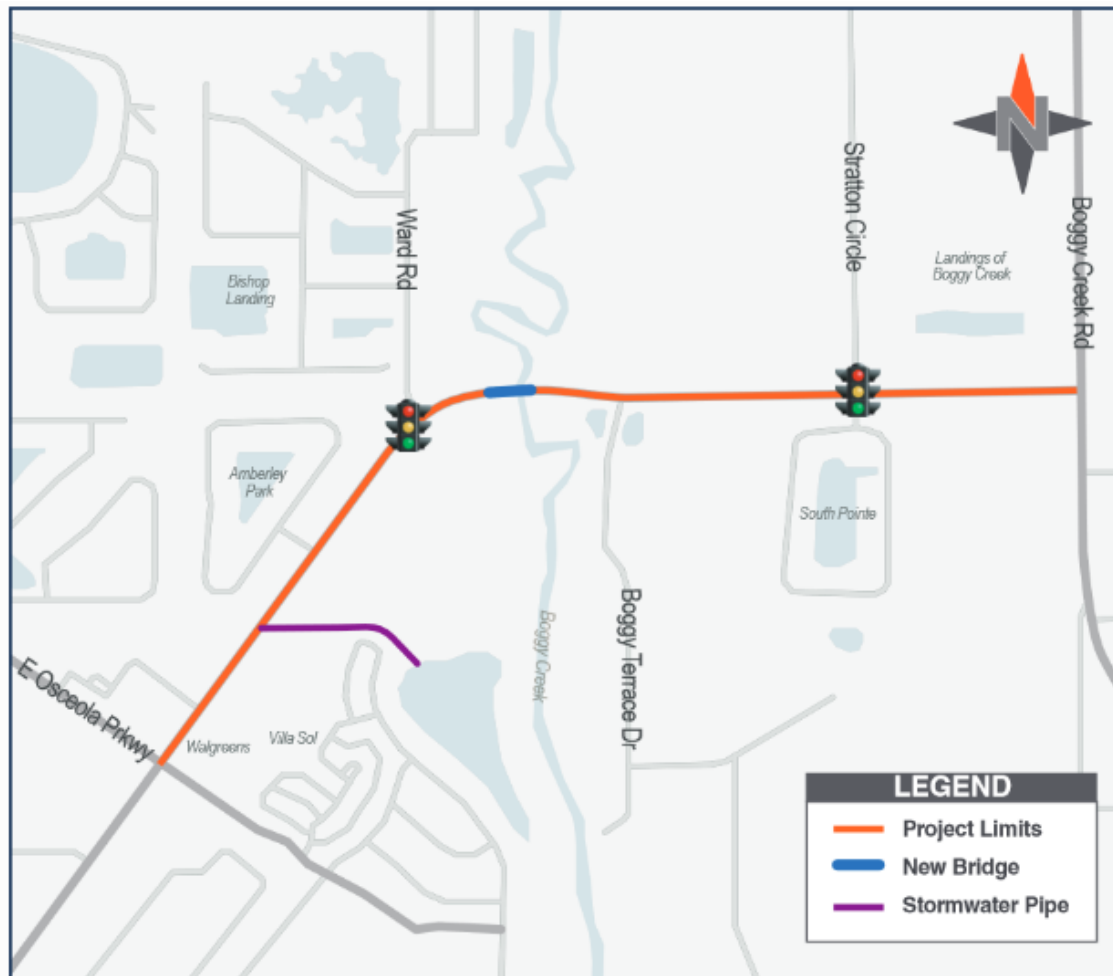 N
Ward Rd
Stratton Circle
Boggy Creek Rd
Landings of
Boggy Creek
Bishop
Landing
Amberley
Park
South Pointe
Boggy Creek
Boggy Terrace Dr
E Osceola Prkwy
Walgreens
Villa Sol
LEGEND
Project Limits
New Bridge
Stormwater Pipe